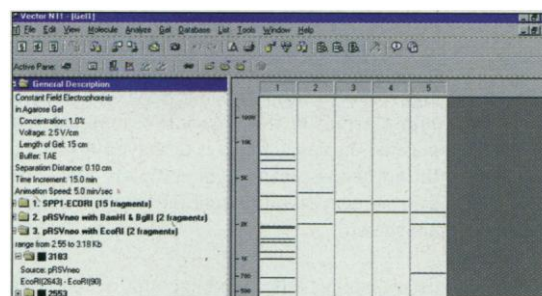 Vector NTI - [Gel1]
File Edit View Molecule Analyze Gel Database List Tools Window Help
Active Pane:
General Description
1 2 3 4 5
Constant Field Electrophoresis
in Agarose Gel
Concentration: 1.0%
Voltage: 2.5 V/cm
Length of Gel: 15 cm
Buffer: TAE
Separation Distance: 0.10 cm
Time Increment: 15.0 min
Animation Speed: 5.0 min/sec
1. SPP1-ECORI (15 fragments)
2. pRSVneo with BamHI & BglII (2 fragments)
3. pRSVneo with EcoRI (2 fragments)
range from 2.55 to 3.18 Kb
3183
Source: pRSVneo
EcoRI(2643) - EcoRI(90)
2553
10K
5K
2K
1K
700
500